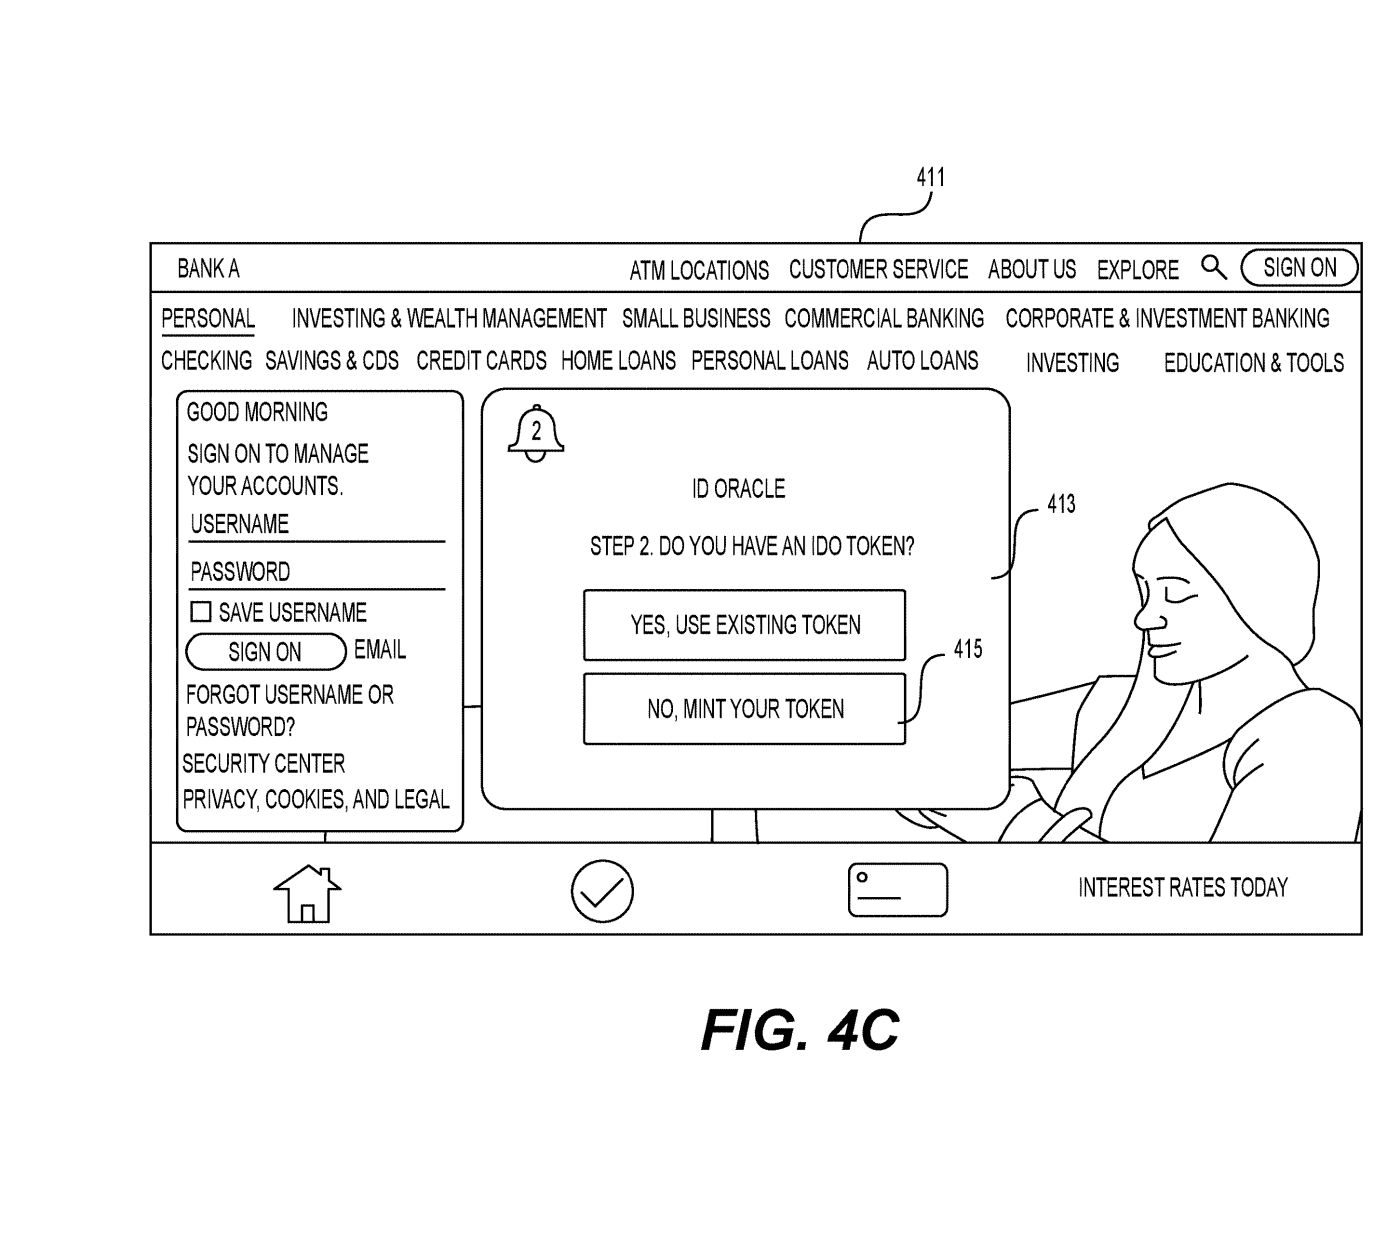 411
BANK A ATM LOCATIONS CUSTOMER SERVICE ABOUT US EXPLORE SIGN ON
PERSONAL INVESTING & WEALTH MANAGEMENT SMALL BUSINESS COMMERCIAL BANKING CORPORATE & INVESTMENT BANKING
CHECKING SAVINGS & CDS CREDIT CARDS HOME LOANS PERSONAL LOANS AUTO LOANS INVESTING EDUCATION & TOOLS
GOOD MORNING
SIGN ON TO MANAGE
YOUR ACCOUNTS.
USERNAME
PASSWORD
SAVE USERNAME
SIGN ON EMAIL
FORGOT USERNAME OR
PASSWORD?
SECURITY CENTER
PRIVACY, COOKIES, AND LEGAL
2
ID ORACLE
413
STEP 2. DO YOU HAVE AN IDO TOKEN?
YES, USE EXISTING TOKEN
415
NO, MINT YOUR TOKEN
INTEREST RATES TODAY
FIG. 4C